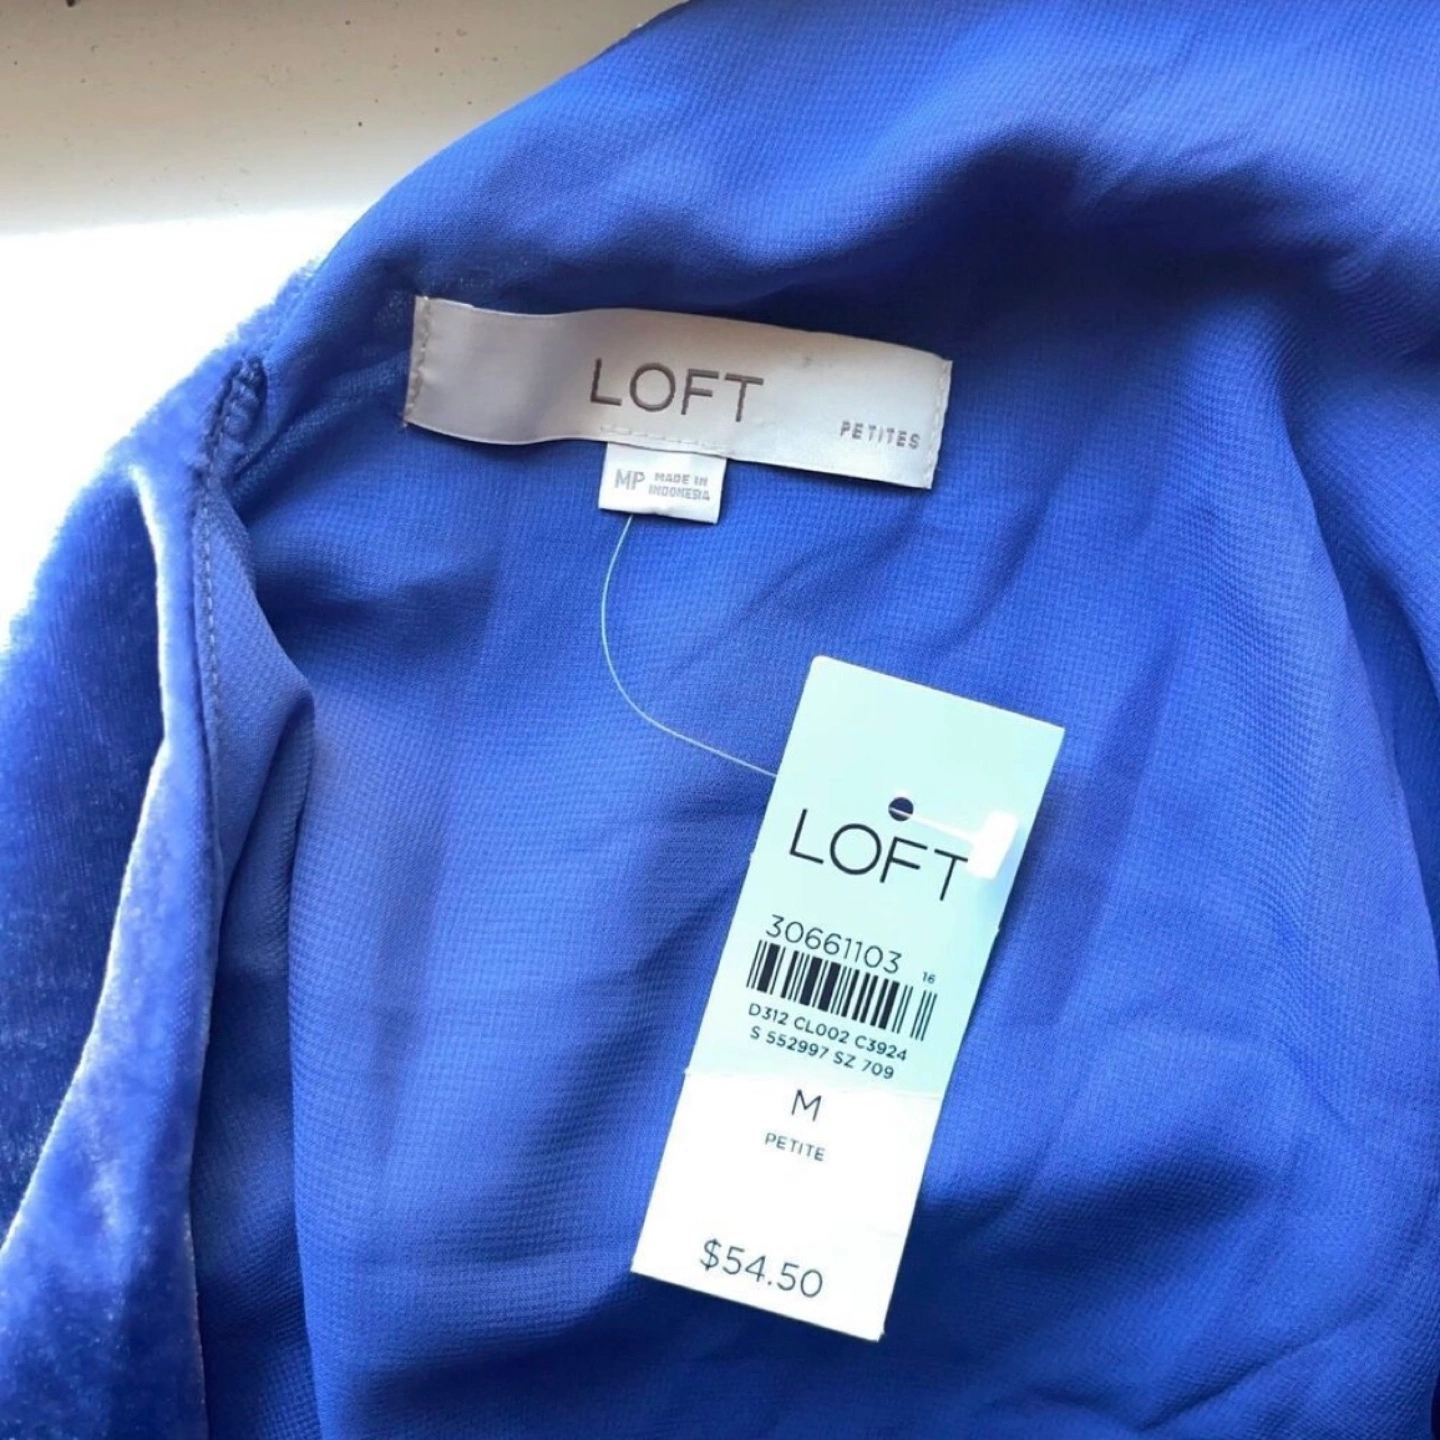 LOFT
PETITES
MP MADE IN
INDONESIA
LOFT
30661103
16
D312 CL002 C3924
S 552997 SZ 709
M
PETITE
$54.50